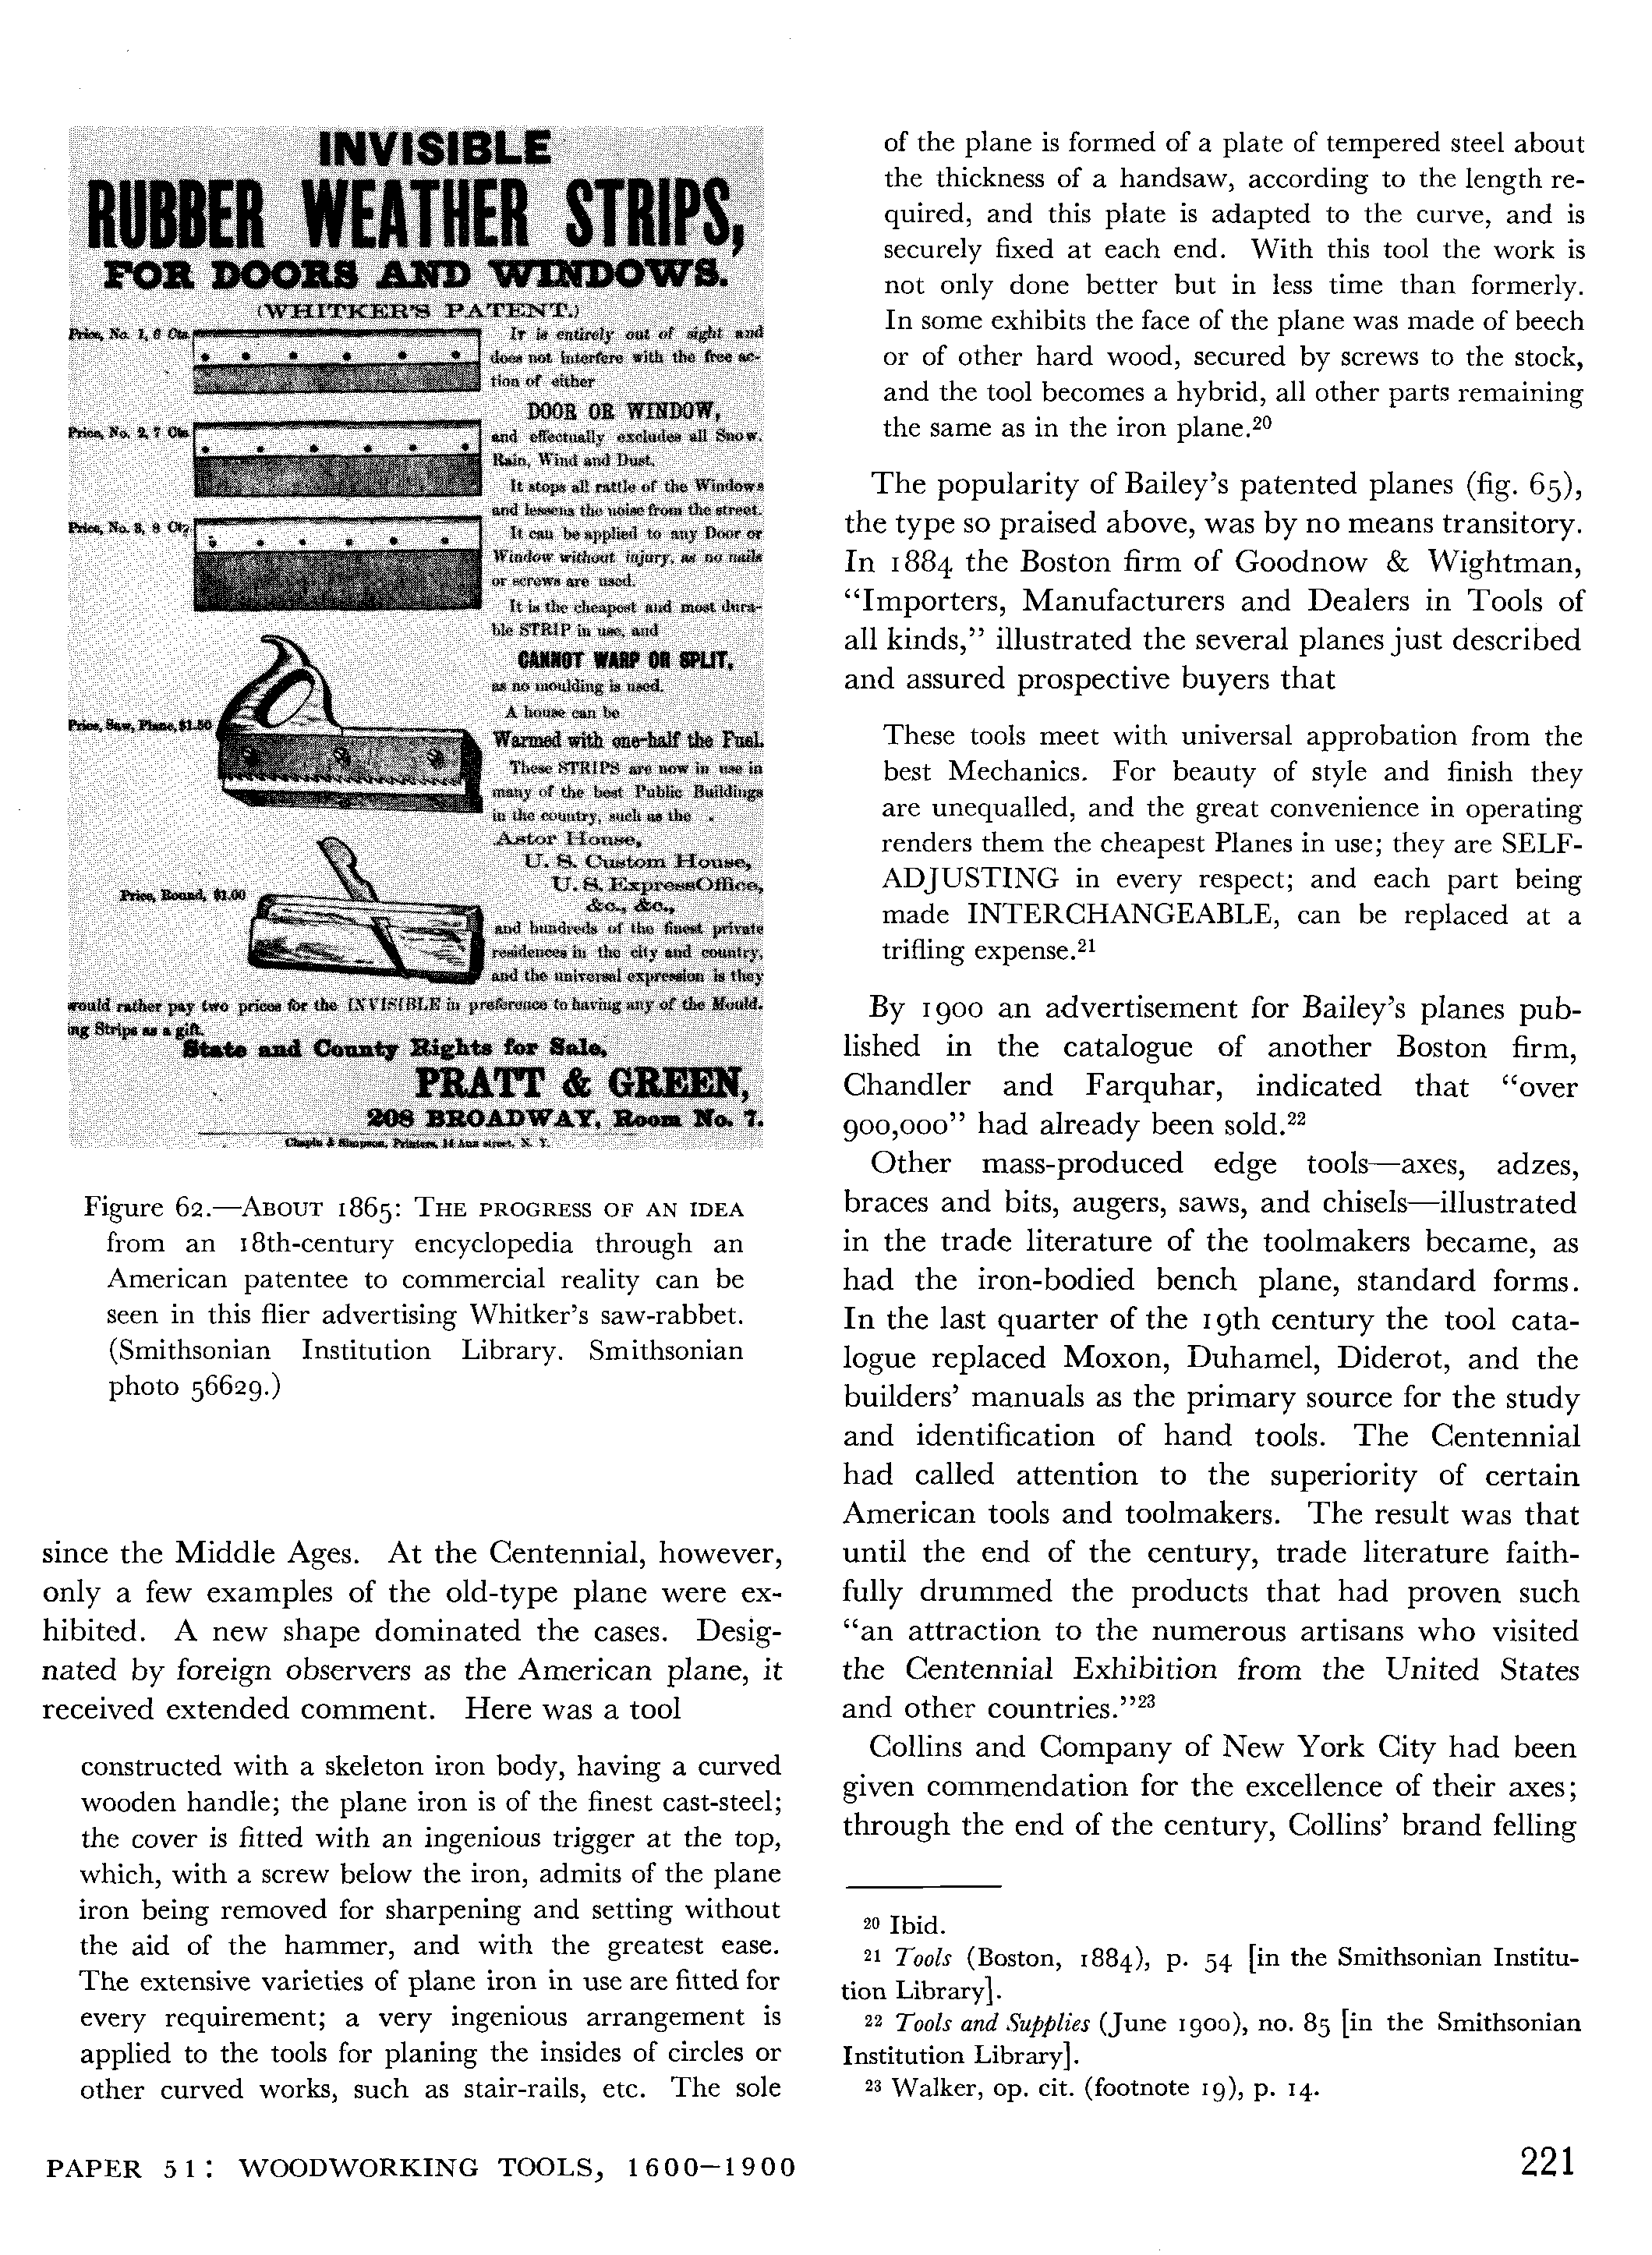 INVISIBLE
RUBBER WEATHER STRIPS,
FOR DOORS AND WINDOWS.
(WHITKER'S PATENT.)
Price, No. 1, 6 Cts.
Price, No. 2, 7 Cts.
Price, No. 3, 8 Cts.
Price, Saw, Plane, $1.50
Price, Round, $1.00
It is entirely out of sight and
does not interfere with the free ac-
tion of either
DOOR OR WINDOW,
and effectually excludes all Snow,
Rain, Wind and Dust.
It stops all rattle of the Windows
and lessens the noise from the street.
It can be applied to any Door or
Window without injury, as no nails
or screws are used.
It is the cheapest and most dura-
ble STRIP in use, and
CANNOT WARP OR SPLIT,
as no moulding is used.
A house can be
Warmed with one-half the Fuel.
These STRIPS are now in use in
many of the best Public Buildings
in the country, such as the
Astor House,
U. S. Custom House,
U. S. Express Office,
&c., &c.,
and hundreds of the finest private
residences in the city and country,
and the universal expression is they
would rather pay two prices for the INVISIBLE in preference to having any of the Mould-
ing Strips as a gift.
State and County Rights for Sale,
PRATT & GREEN,
208 BROADWAY, Room No. 7.
Chapin & Simpson, Printers, 14 Ann street, N. Y.
Figure 62.—ABOUT 1865: THE PROGRESS OF AN IDEA
from an 18th-century encyclopedia through an
American patentee to commercial reality can be
seen in this flier advertising Whitker's saw-rabbet.
(Smithsonian Institution Library. Smithsonian
photo 56629.)
since the Middle Ages. At the Centennial, however,
only a few examples of the old-type plane were ex-
hibited. A new shape dominated the cases. Desig-
nated by foreign observers as the American plane, it
received extended comment. Here was a tool
constructed with a skeleton iron body, having a curved
wooden handle; the plane iron is of the finest cast-steel;
the cover is fitted with an ingenious trigger at the top,
which, with a screw below the iron, admits of the plane
iron being removed for sharpening and setting without
the aid of the hammer, and with the greatest ease.
The extensive varieties of plane iron in use are fitted for
every requirement; a very ingenious arrangement is
applied to the tools for planing the insides of circles or
other curved works, such as stair-rails, etc. The sole
of the plane is formed of a plate of tempered steel about
the thickness of a handsaw, according to the length re-
quired, and this plate is adapted to the curve, and is
securely fixed at each end. With this tool the work is
not only done better but in less time than formerly.
In some exhibits the face of the plane was made of beech
or of other hard wood, secured by screws to the stock,
and the tool becomes a hybrid, all other parts remaining
the same as in the iron plane.20
The popularity of Bailey's patented planes (fig. 65),
the type so praised above, was by no means transitory.
In 1884 the Boston firm of Goodnow & Wightman,
“Importers, Manufacturers and Dealers in Tools of
all kinds,” illustrated the several planes just described
and assured prospective buyers that
These tools meet with universal approbation from the
best Mechanics. For beauty of style and finish they
are unequalled, and the great convenience in operating
renders them the cheapest Planes in use; they are SELF-
ADJUSTING in every respect; and each part being
made INTERCHANGEABLE, can be replaced at a
trifling expense.21
By 1900 an advertisement for Bailey's planes pub-
lished in the catalogue of another Boston firm,
Chandler and Farquhar, indicated that “over
900,000” had already been sold.22
Other mass-produced edge tools—axes, adzes,
braces and bits, augers, saws, and chisels—illustrated
in the trade literature of the toolmakers became, as
had the iron-bodied bench plane, standard forms.
In the last quarter of the 19th century the tool cata-
logue replaced Moxon, Duhamel, Diderot, and the
builders' manuals as the primary source for the study
and identification of hand tools. The Centennial
had called attention to the superiority of certain
American tools and toolmakers. The result was that
until the end of the century, trade literature faith-
fully drummed the products that had proven such
“an attraction to the numerous artisans who visited
the Centennial Exhibition from the United States
and other countries.”23
Collins and Company of New York City had been
given commendation for the excellence of their axes;
through the end of the century, Collins' brand felling
20 Ibid.
21 Tools (Boston, 1884), p. 54 [in the Smithsonian Institu-
tion Library].
22 Tools and Supplies (June 1900), no. 85 [in the Smithsonian
Institution Library].
23 Walker, op. cit. (footnote 19), p. 14.
PAPER 51: WOODWORKING TOOLS, 1600–1900
221